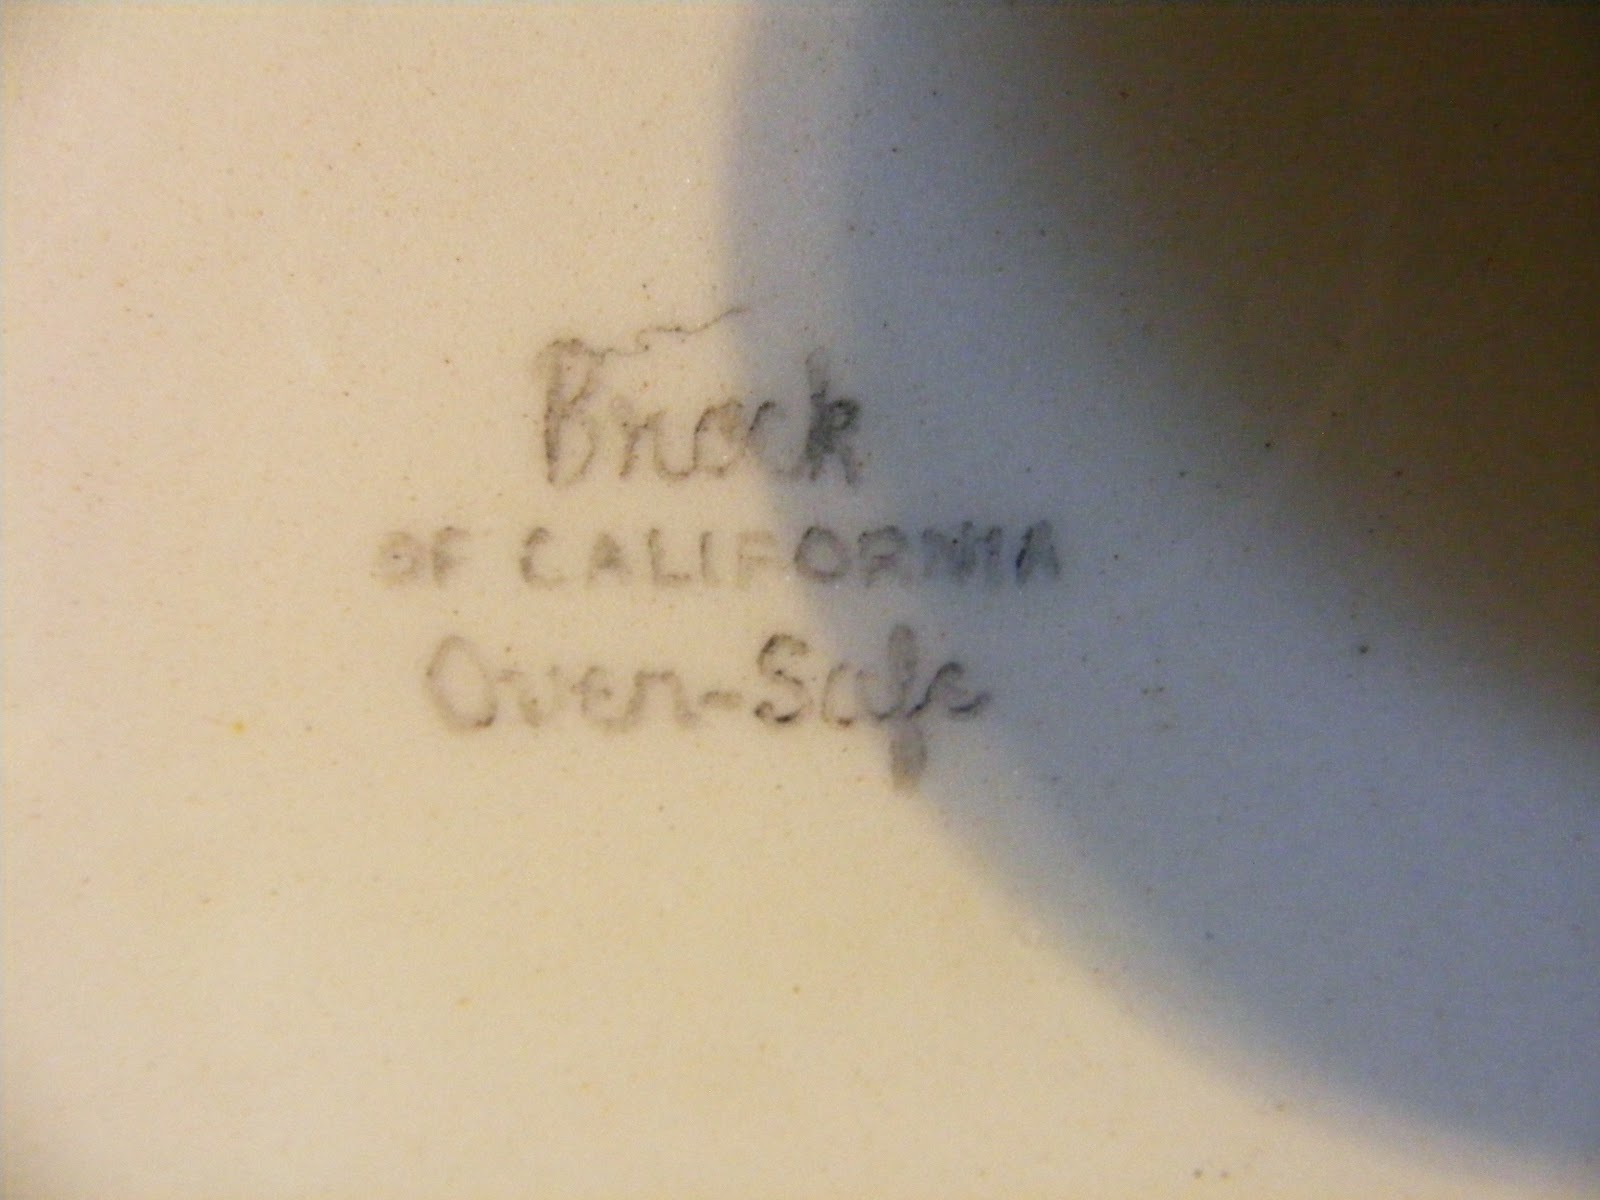 Brock
OF CALIFORNIA
Oven-Safe